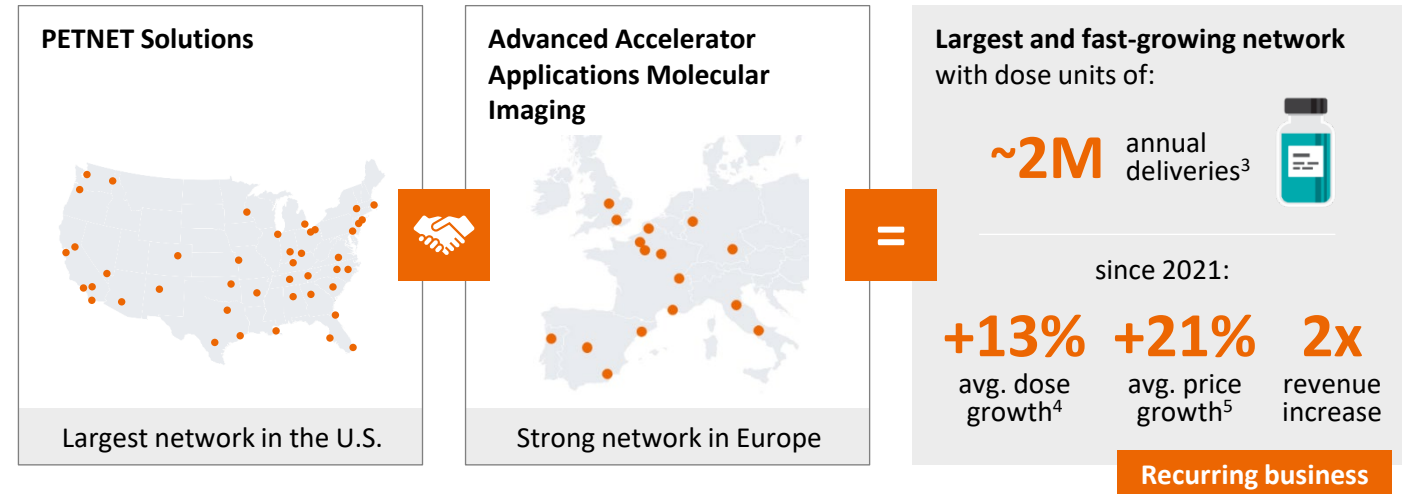 PETNET Solutions
Largest network in the U.S.
Advanced Accelerator
Applications Molecular
Imaging
Strong network in Europe
=
Largest and fast-growing network
with dose units of:
~2M annual
deliveries³
since 2021:
+13% +21% 2x
avg. dose avg. price revenue
growth⁴ growth⁵ increase
Recurring business